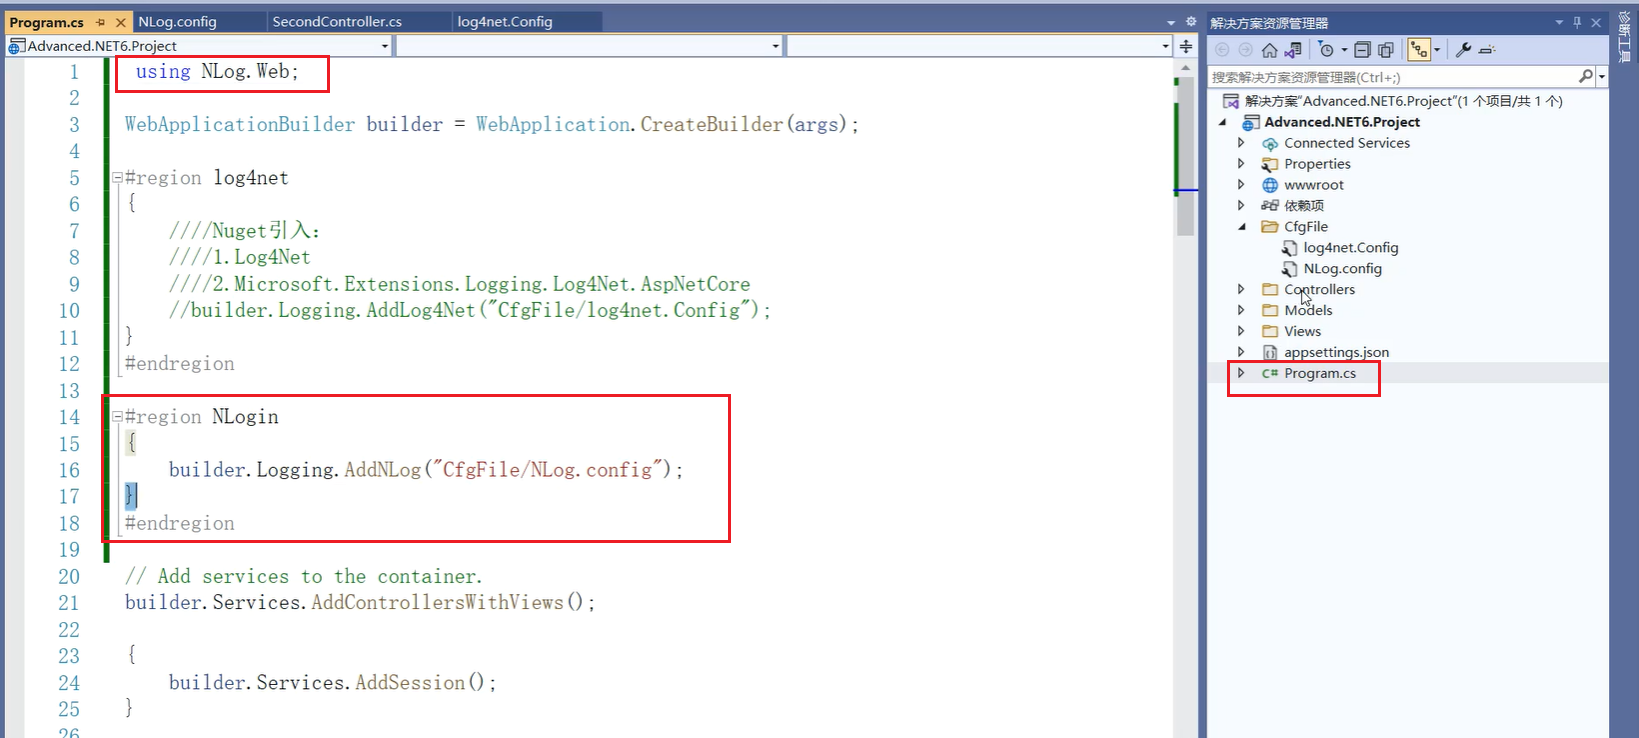 Program.cs
NLog.config
SecondController.cs
log4net.Config
Advanced.NET6.Project
1 using NLog.Web;
2
3 WebApplicationBuilder builder = WebApplication.CreateBuilder(args);
4
5 #region log4net
6 {
7 ////Nuget引入:
8 ////1.Log4Net
9 ////2.Microsoft.Extensions.Logging.Log4Net.AspNetCore
10 //builder.Logging.AddLog4Net("CfgFile/log4net.Config");
11 }
12 #endregion
13
14 #region NLogin
15 {
16 builder.Logging.AddNLog("CfgFile/NLog.config");
17 }
18 #endregion
19
20 // Add services to the container.
21 builder.Services.AddControllersWithViews();
22
23 {
24 builder.Services.AddSession();
25 }
26
解决方案资源管理器
搜索解决方案资源管理器(Ctrl+;)
解决方案"Advanced.NET6.Project"(1 个项目/共 1 个)
Advanced.NET6.Project
Connected Services
Properties
wwwroot
依赖项
CfgFile
log4net.Config
NLog.config
Controllers
Models
Views
appsettings.json
C# Program.cs
诊断工具